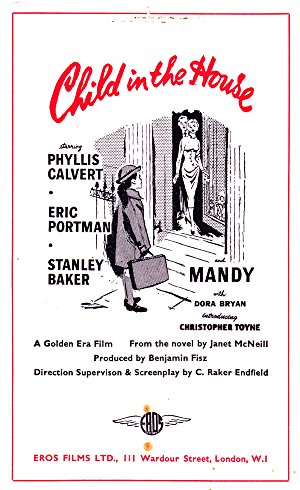 Child in the House
starring
PHYLLIS
CALVERT
•
ERIC
PORTMAN
•
STANLEY
BAKER
and
MANDY
with
DORA BRYAN
introducing
CHRISTOPHER TOYNE
A Golden Era Film From the novel by Janet McNeill
Produced by Benjamin Fisz
Direction Supervison & Screenplay by C. Raker Endfield
EROS
EROS FILMS LTD., 111 Wardour Street, London, W.1